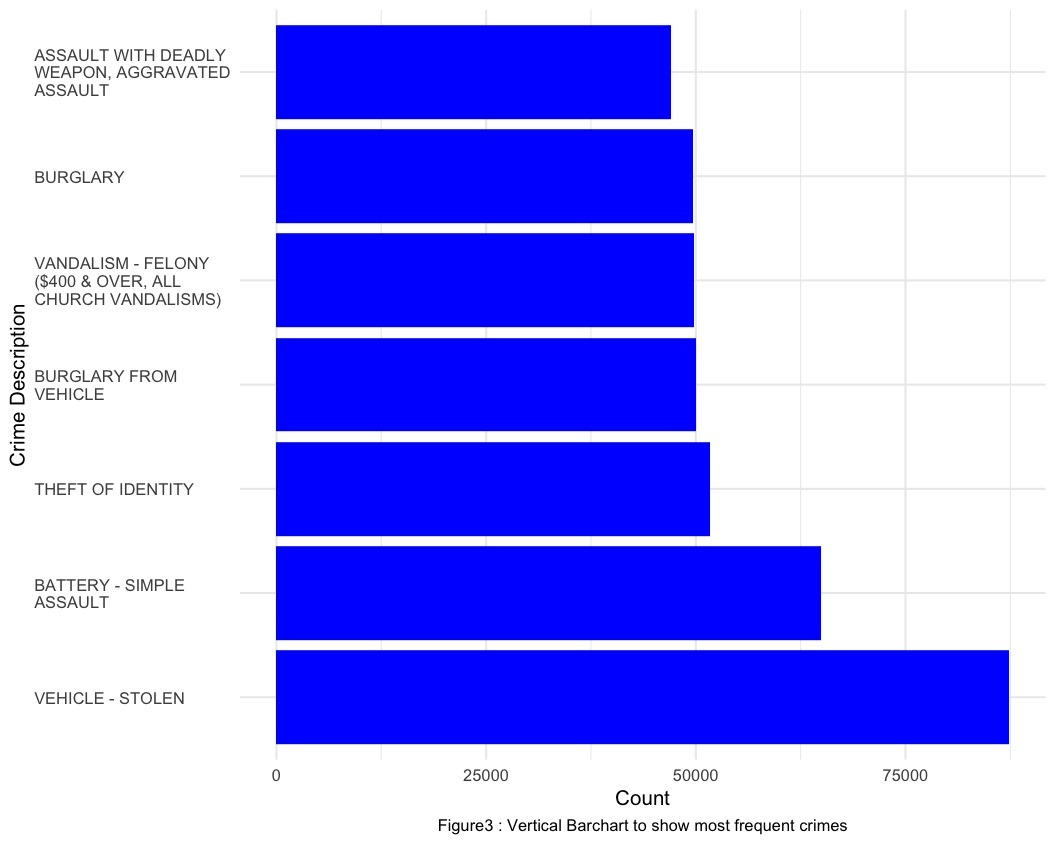 ASSAULT WITH DEADLY
WEAPON, AGGRAVATED
ASSAULT
BURGLARY
VANDALISM - FELONY
($400 & OVER, ALL
CHURCH VANDALISMS)
BURGLARY FROM
VEHICLE
THEFT OF IDENTITY
BATTERY - SIMPLE
ASSAULT
VEHICLE - STOLEN
Crime Description
0 25000 50000 75000
Count
Figure3 : Vertical Barchart to show most frequent crimes